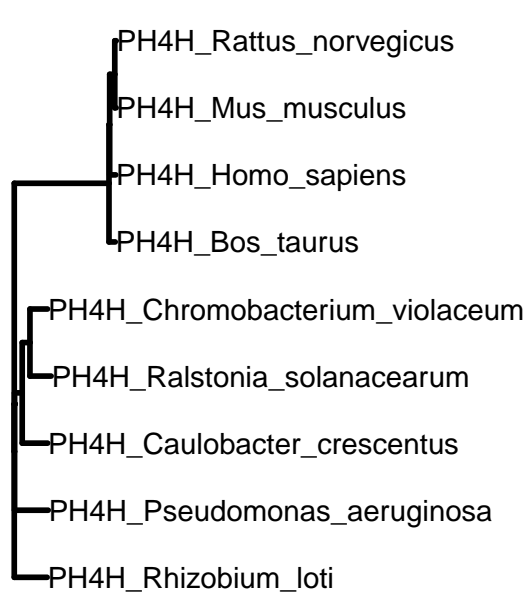 PH4H_Rattus_norvegicus
PH4H_Mus_musculus
PH4H_Homo_sapiens
PH4H_Bos_taurus
PH4H_Chromobacterium_violaceum
PH4H_Ralstonia_solanacearum
PH4H_Caulobacter_crescentus
PH4H_Pseudomonas_aeruginosa
PH4H_Rhizobium_loti